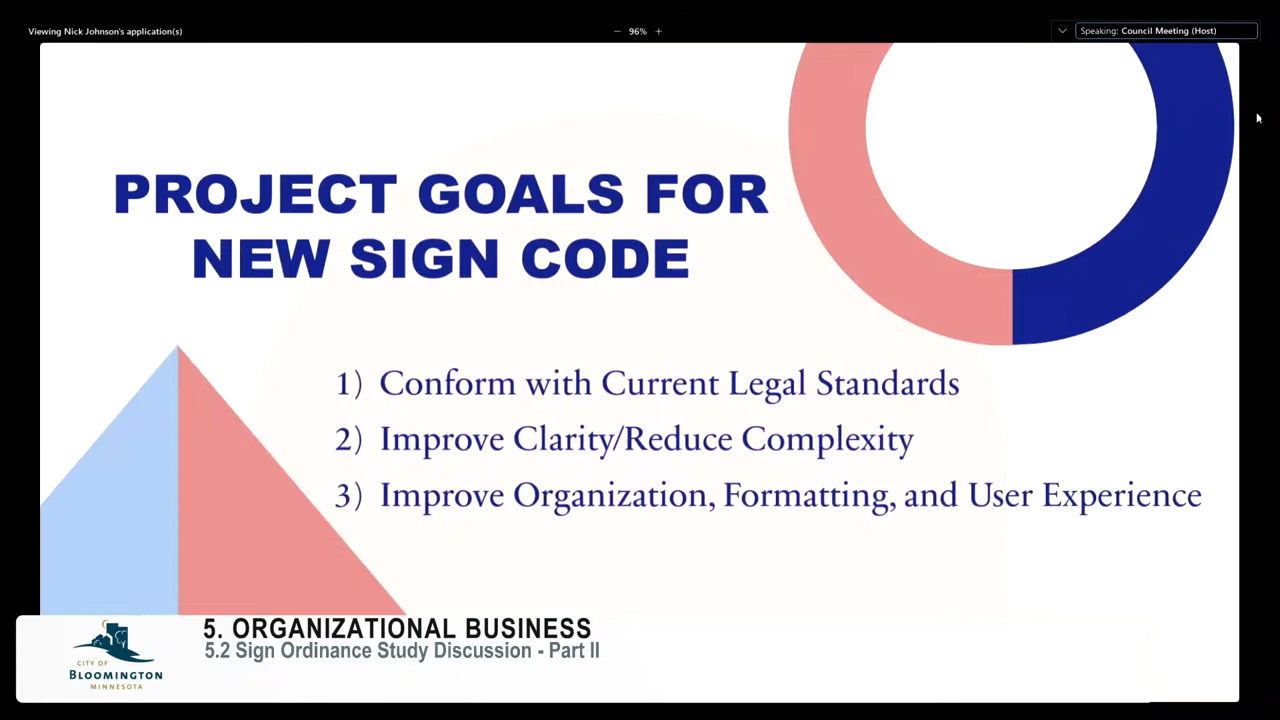 Viewing Nick Johnson's application(s)
− 96% +
Speaking: Council Meeting (Host)
PROJECT GOALS FOR
NEW SIGN CODE
1) Conform with Current Legal Standards
2) Improve Clarity/Reduce Complexity
3) Improve Organization, Formatting, and User Experience
5. ORGANIZATIONAL BUSINESS
5.2 Sign Ordinance Study Discussion - Part II
CITY OF
BLOOMINGTON
MINNESOTA